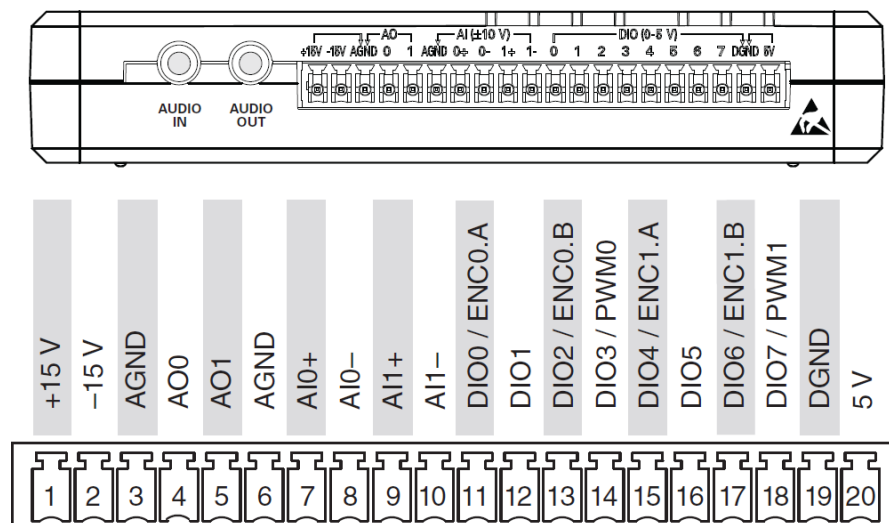 AO AI (±10 V) DIO (0-5 V)
+15V -15V AGND 0 1 AGND 0+ 0- 1+ 1- 0 1 2 3 4 5 6 7 DGND 5V
AUDIO IN
AUDIO OUT
+15 V
–15 V
AGND
AO0
AO1
AGND
AI0+
AI0–
AI1+
AI1–
DIO0 / ENC0.A
DIO1
DIO2 / ENC0.B
DIO3 / PWM0
DIO4 / ENC1.A
DIO5
DIO6 / ENC1.B
DIO7 / PWM1
DGND
5 V
1 2 3 4 5 6 7 8 9 10 11 12 13 14 15 16 17 18 19 20